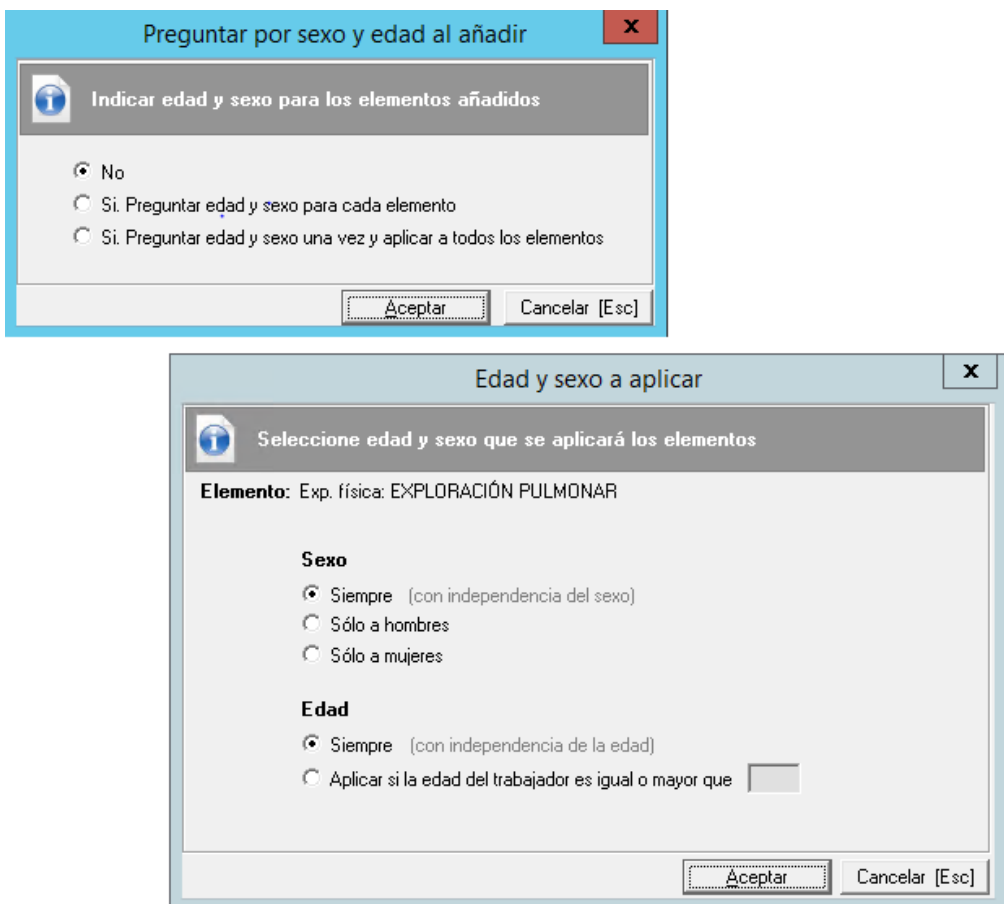 Preguntar por sexo y edad al añadir
x
Indicar edad y sexo para los elementos añadidos
No
Si. Preguntar edad y sexo para cada elemento
Si. Preguntar edad y sexo una vez y aplicar a todos los elementos
Aceptar
Cancelar [Esc]
Edad y sexo a aplicar
x
Seleccione edad y sexo que se aplicará los elementos
Elemento: Exp. física: EXPLORACIÓN PULMONAR
Sexo
Siempre (con independencia del sexo)
Sólo a hombres
Sólo a mujeres
Edad
Siempre (con independencia de la edad)
Aplicar si la edad del trabajador es igual o mayor que
Aceptar
Cancelar [Esc]